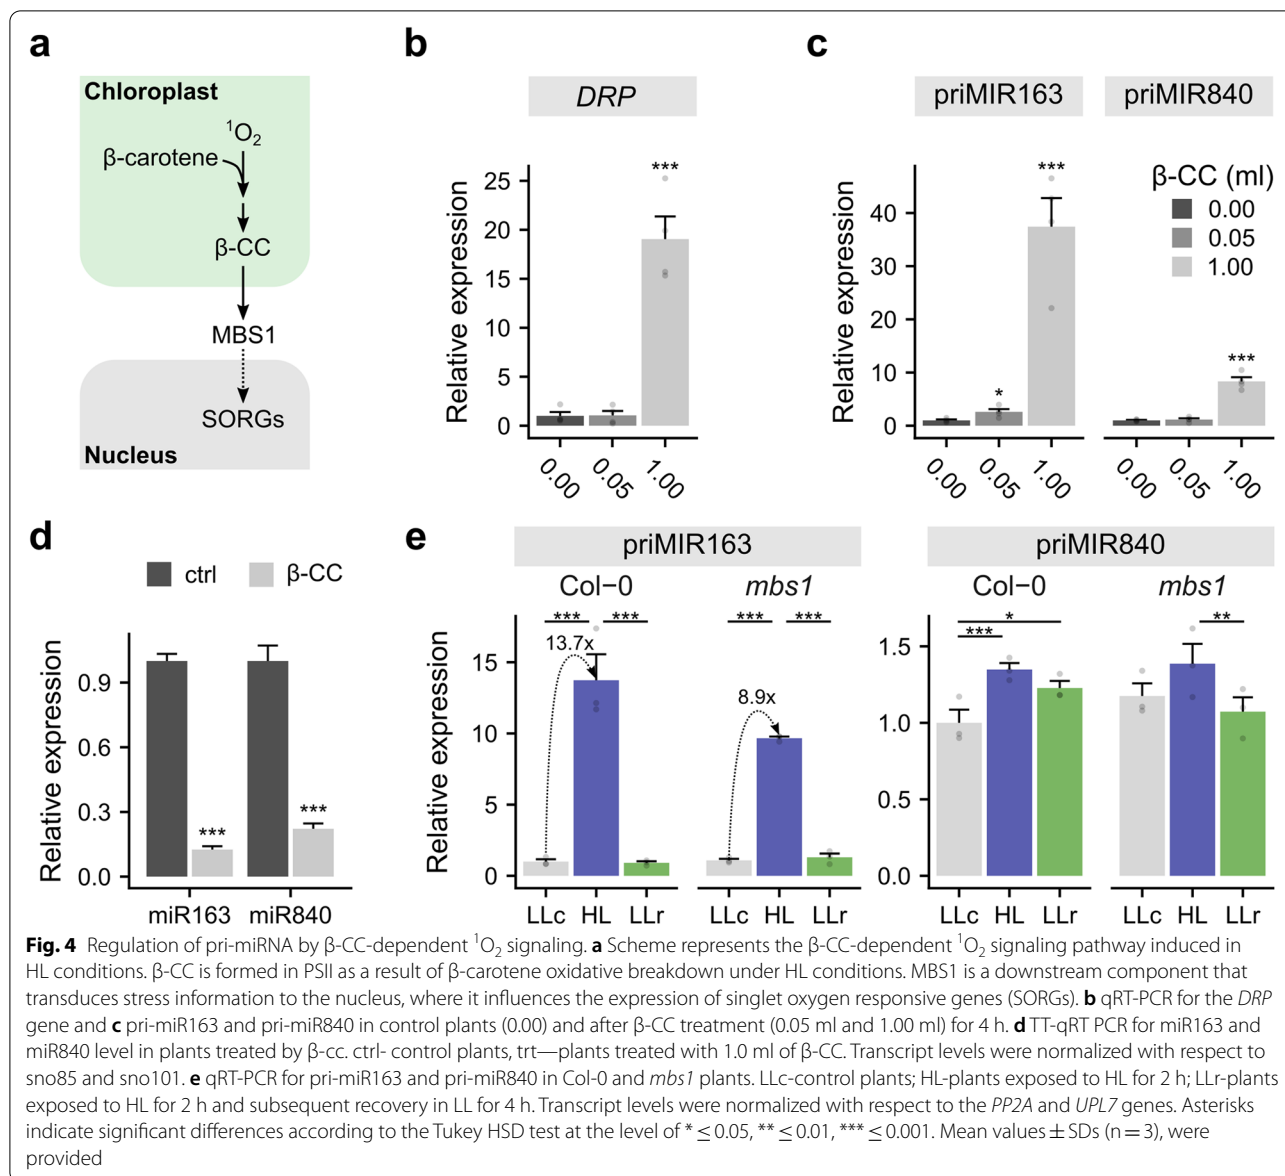 a
Chloroplast
¹O₂
β-carotene
β-CC
MBS1
SORGs
Nucleus
b
DRP
Relative expression
25
20
15
10
5
0
***
0.00 0.05 1.00
c
priMIR163 priMIR840
Relative expression
40
30
20
10
0
*
***
***
β-CC (ml)
0.00
0.05
1.00
0.00 0.05 1.00 0.00 0.05 1.00
d
ctrl β-CC
Relative expression
0.9
0.6
0.3
0.0
*** ***
miR163 miR840
e
priMIR163
Col−0 mbs1
Relative expression
15
10
5
0
*** *** *** ***
13.7x
8.9x
LLc HL LLr LLc HL LLr
priMIR840
Col−0 mbs1
1.5
1.0
0.5
0.0
*
***
**
LLc HL LLr LLc HL LLr
Fig. 4 Regulation of pri-miRNA by β-CC-dependent ¹O₂ signaling. a Scheme represents the β-CC-dependent ¹O₂ signaling pathway induced in
HL conditions. β-CC is formed in PSII as a result of β-carotene oxidative breakdown under HL conditions. MBS1 is a downstream component that
transduces stress information to the nucleus, where it influences the expression of singlet oxygen responsive genes (SORGs). b qRT-PCR for the DRP
gene and c pri-miR163 and pri-miR840 in control plants (0.00) and after β-CC treatment (0.05 ml and 1.00 ml) for 4 h. d TT-qRT PCR for miR163 and
miR840 level in plants treated by β-cc. ctrl- control plants, trt—plants treated with 1.0 ml of β-CC. Transcript levels were normalized with respect to
sno85 and sno101. e qRT-PCR for pri-miR163 and pri-miR840 in Col-0 and mbs1 plants. LLc-control plants; HL-plants exposed to HL for 2 h; LLr-plants
exposed to HL for 2 h and subsequent recovery in LL for 4 h. Transcript levels were normalized with respect to the PP2A and UPL7 genes. Asterisks
indicate significant differences according to the Tukey HSD test at the level of * ≤ 0.05, ** ≤ 0.01, *** ≤ 0.001. Mean values ± SDs (n = 3), were
provided